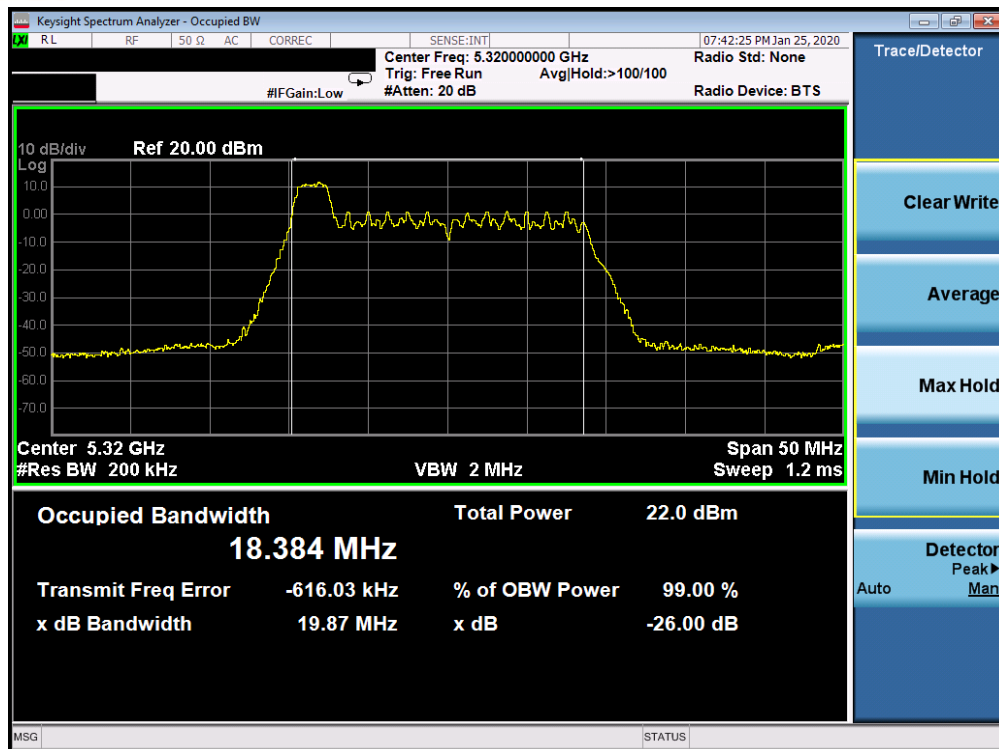 Keysight Spectrum Analyzer - Occupied BW
LXI RL RF 50 Ω AC CORREC SENSE:INT 07:42:25 PM Jan 25, 2020
Center Freq: 5.320000000 GHz Radio Std: None
Trig: Free Run Avg|Hold:>100/100
#IFGain:Low #Atten: 20 dB Radio Device: BTS
10 dB/div Ref 20.00 dBm
Log
10.0
0.00
-10.0
-20.0
-30.0
-40.0
-50.0
-60.0
-70.0
Center 5.32 GHz Span 50 MHz
#Res BW 200 kHz VBW 2 MHz Sweep 1.2 ms
Occupied Bandwidth Total Power 22.0 dBm
18.384 MHz
Transmit Freq Error -616.03 kHz % of OBW Power 99.00 %
x dB Bandwidth 19.87 MHz x dB -26.00 dB
MSG STATUS
Trace/Detector
Clear Write
Average
Max Hold
Min Hold
Detector
Peak▶
Auto Man